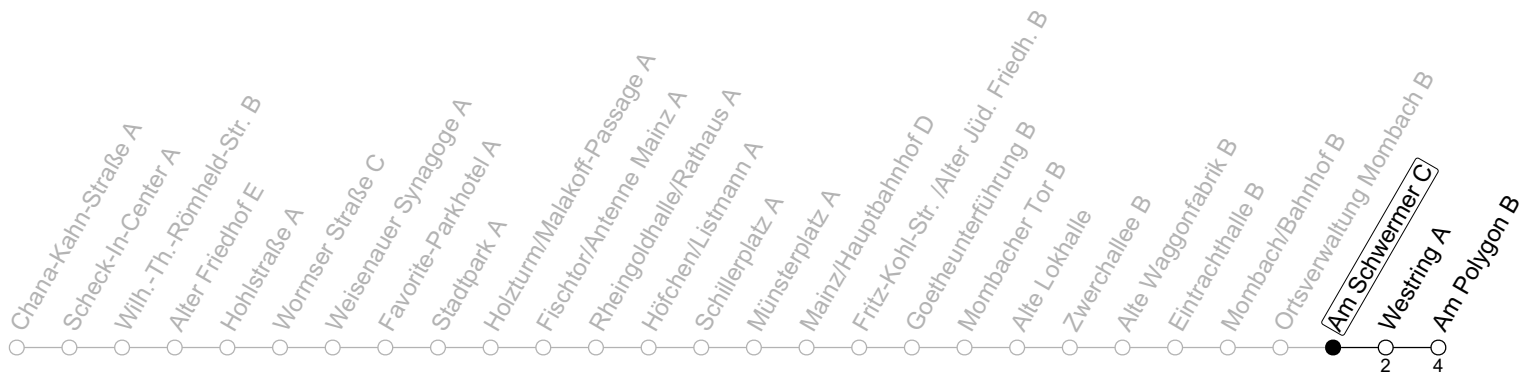 Chana-Kahn-Straße A
Scheck-In-Center A
Wilh.-Th.-Römheld-Str. B
Alter Friedhof E
Hohlstraße A
Wormser Straße C
Weisenauer Synagoge A
Favorite-Parkhotel A
Stadtpark A
Holzturm/Malakoff-Passage A
Fischtor/Antenne Mainz A
Rheingoldhalle/Rathaus A
Höfchen/Listmann A
Schillerplatz A
Münsterplatz A
Mainz/Hauptbahnhof D
Fritz-Kohl-Str. /Alter Jüd. Friedh. B
Goetheunterführung B
Mombacher Tor B
Alte Lokhalle
Zwerchallee B
Alte Waggonfabrik B
Eintrachthalle B
Mombach/Bahnhof B
Ortsverwaltung Mombach B
Am Schwermer C
Westring A
Am Polygon B
2
4